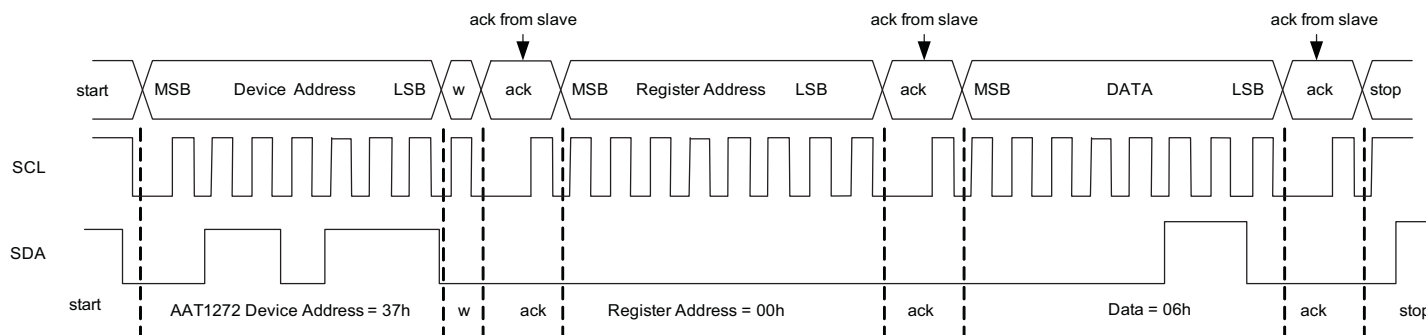 ack from slave ack from slave ack from slave
start MSB Device Address LSB w ack MSB Register Address LSB ack MSB DATA LSB ack stop
SCL
SDA
start AAT1272 Device Address = 37h w ack Register Address = 00h ack Data = 06h ack stop